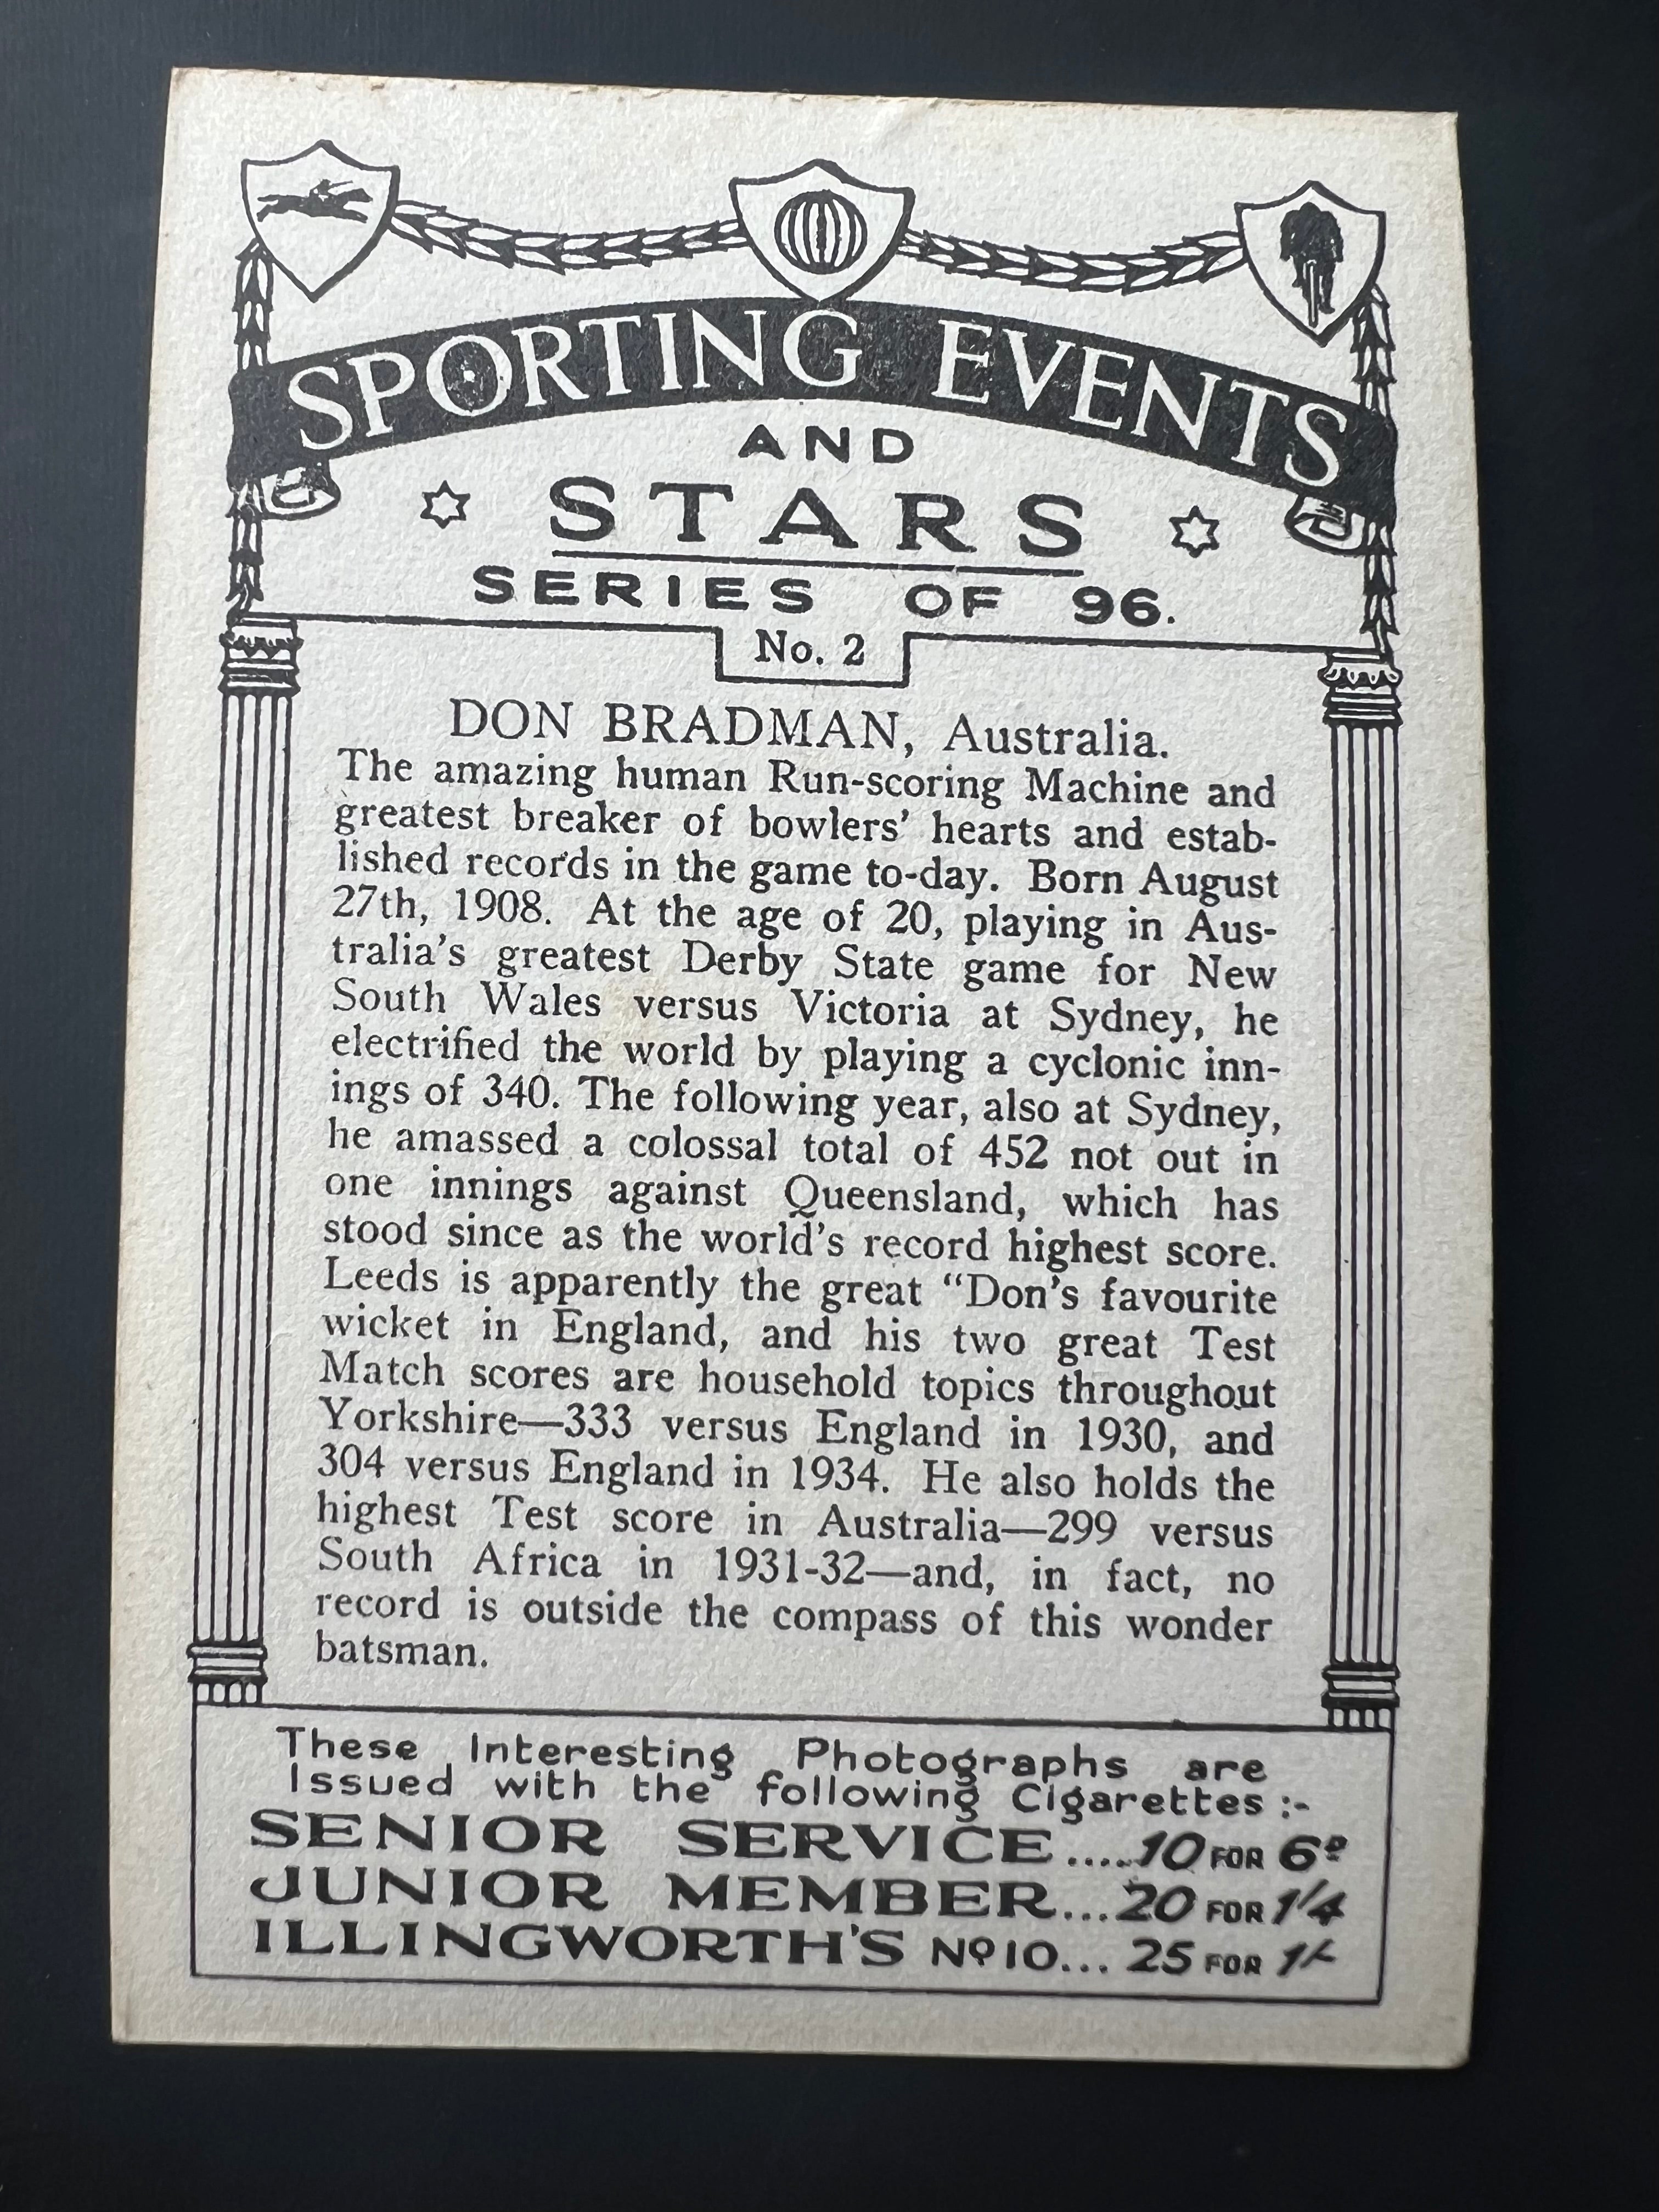 SPORTING EVENTS
AND
STARS
SERIES OF 96.
No. 2
DON BRADMAN, Australia.
The amazing human Run-scoring Machine and
greatest breaker of bowlers' hearts and estab-
lished records in the game to-day. Born August
27th, 1908. At the age of 20, playing in Aus-
tralia's greatest Derby State game for New
South Wales versus Victoria at Sydney, he
electrified the world by playing a cyclonic inn-
ings of 340. The following year, also at Sydney,
he amassed a colossal total of 452 not out in
one innings against Queensland, which has
stood since as the world's record highest score.
Leeds is apparently the great "Don's favourite
wicket in England, and his two great Test
Match scores are household topics throughout
Yorkshire—333 versus England in 1930, and
304 versus England in 1934. He also holds the
highest Test score in Australia—299 versus
South Africa in 1931-32—and, in fact, no
record is outside the compass of this wonder
batsman.
These Interesting Photographs are
Issued with the following Cigarettes :-
SENIOR SERVICE.....10 FOR 6ᴰ
JUNIOR MEMBER...20 FOR 1/4
ILLINGWORTH'S Nº 10... 25 FOR 1/-